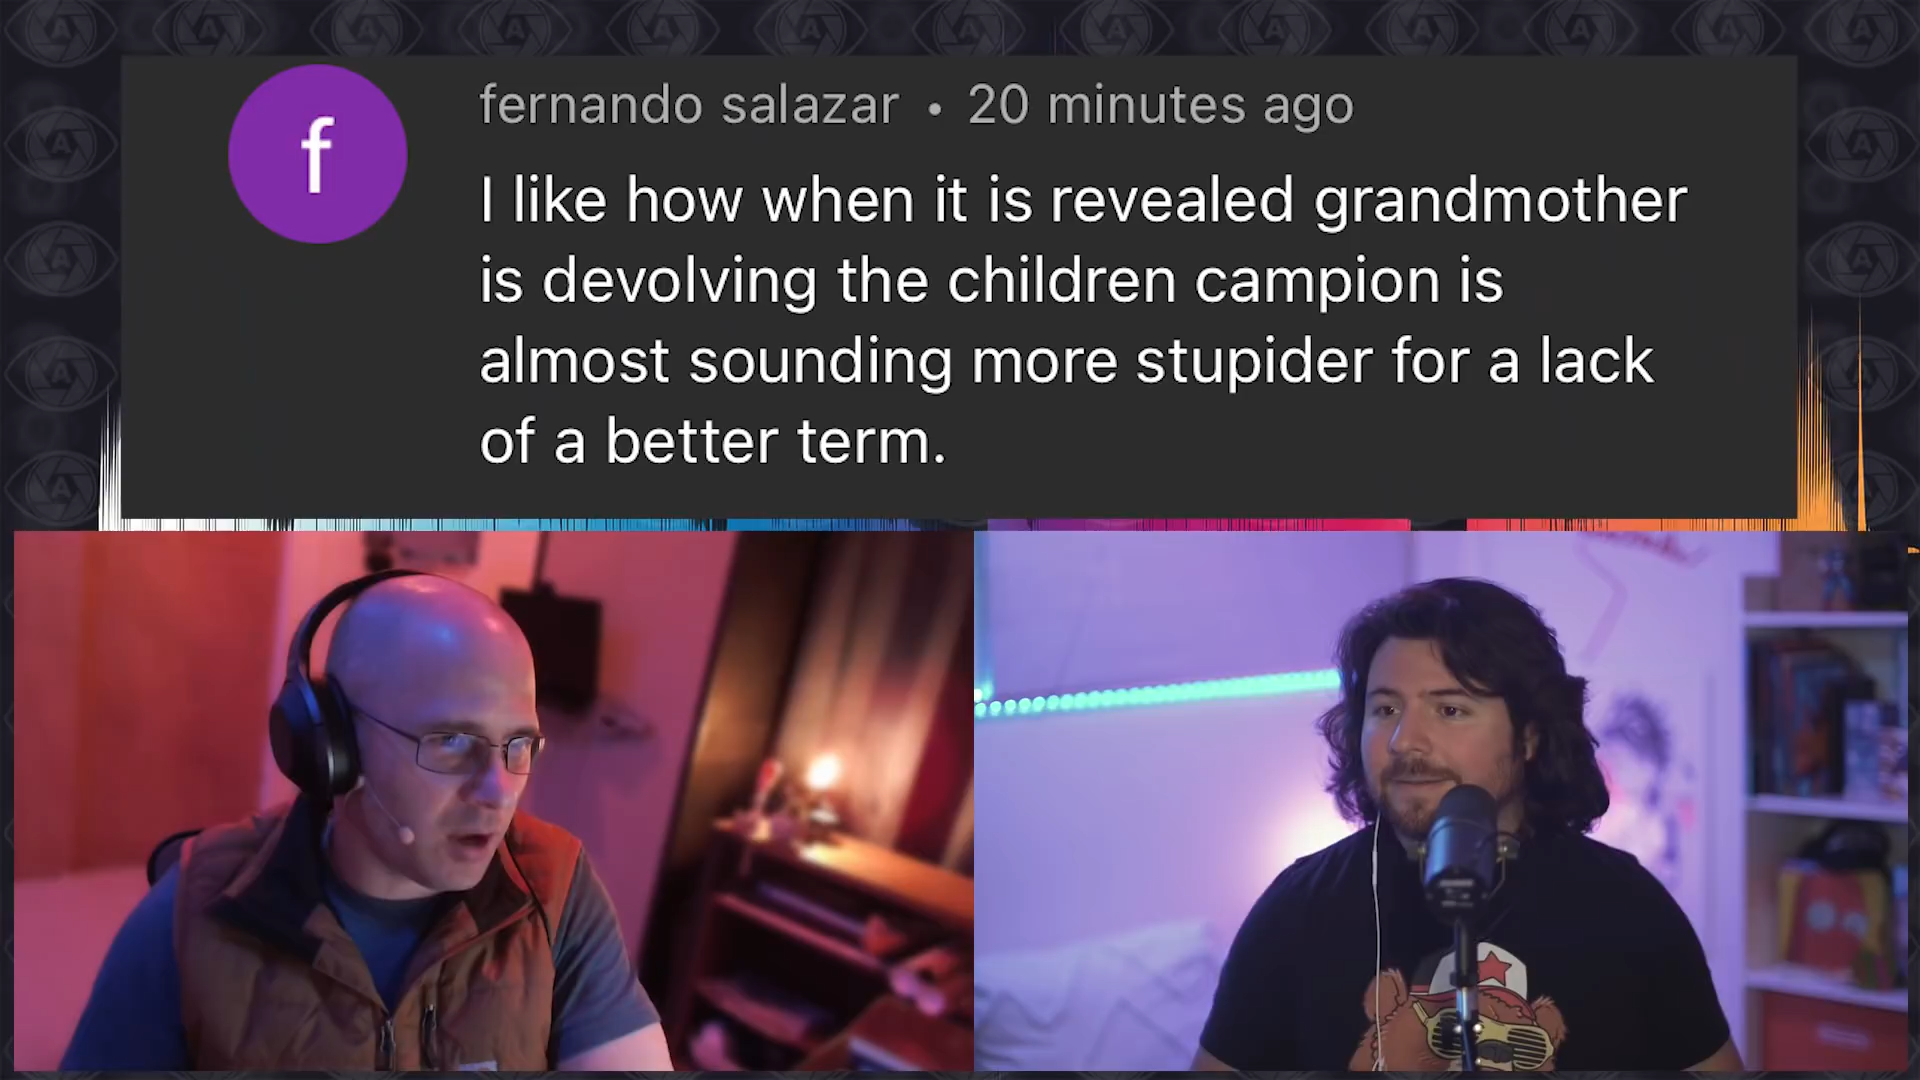 f
fernando salazar • 20 minutes ago
I like how when it is revealed grandmother
is devolving the children campion is
almost sounding more stupider for a lack
of a better term.